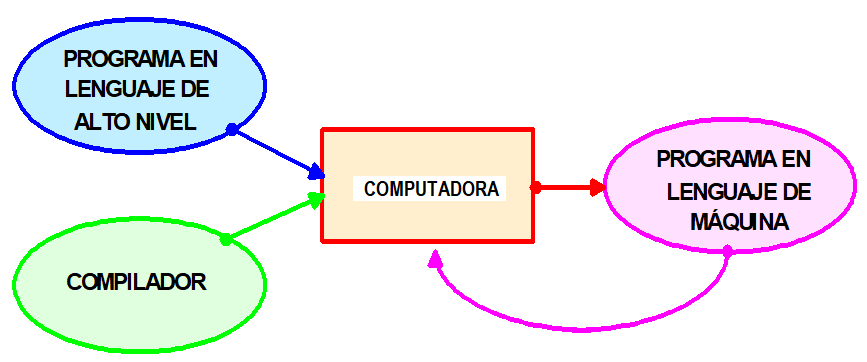 PROGRAMA EN
LENGUAJE DE
ALTO NIVEL
COMPILADOR
COMPUTADORA
PROGRAMA EN
LENGUAJE DE
MÁQUINA